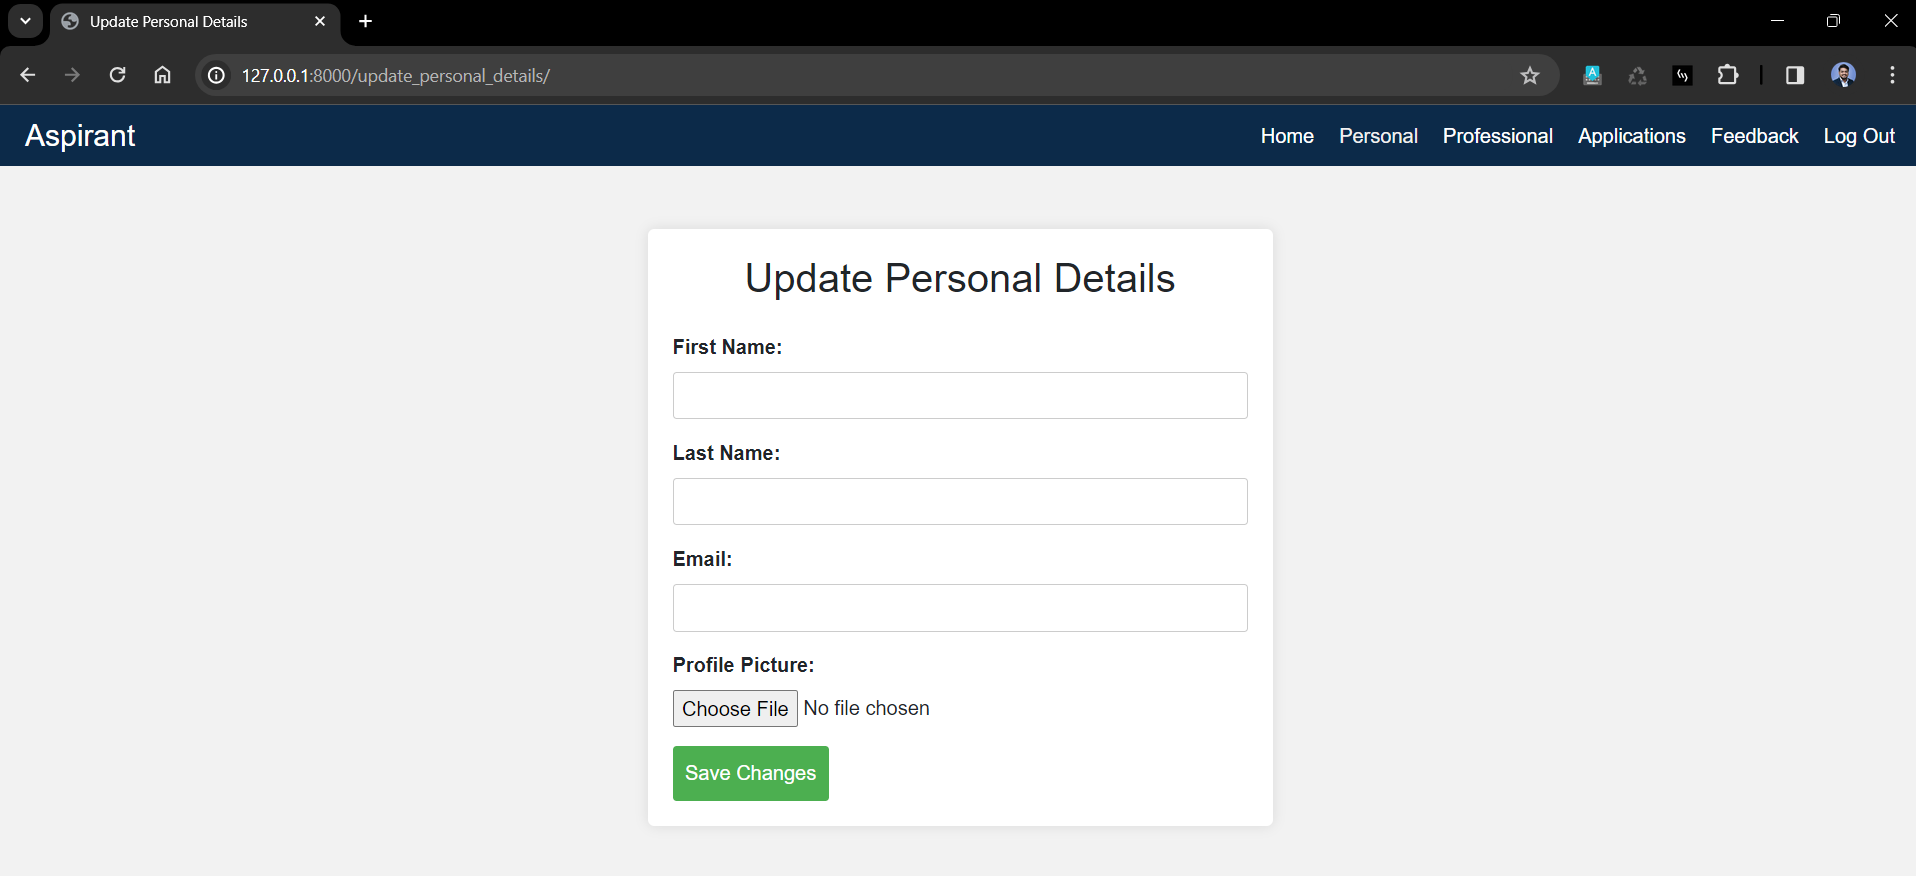 Update Personal Details
127.0.0.1:8000/update_personal_details/
A
Aspirant
Home Personal Professional Applications Feedback Log Out
Update Personal Details
First Name:
Last Name:
Email:
Profile Picture:
Choose File No file chosen
Save Changes